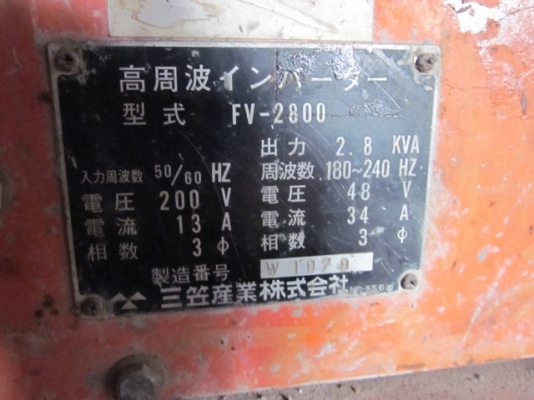 高周波インバーター
型式 FV-2800
出力 2.8 KVA
入力周波数 50/60 HZ 周波数 180~240 HZ
電圧 200 V 電圧 48 V
電流 13 A 電流 34 A
相数 3 φ 相数 3 φ
製造番号 W1070
三笠産業株式会社